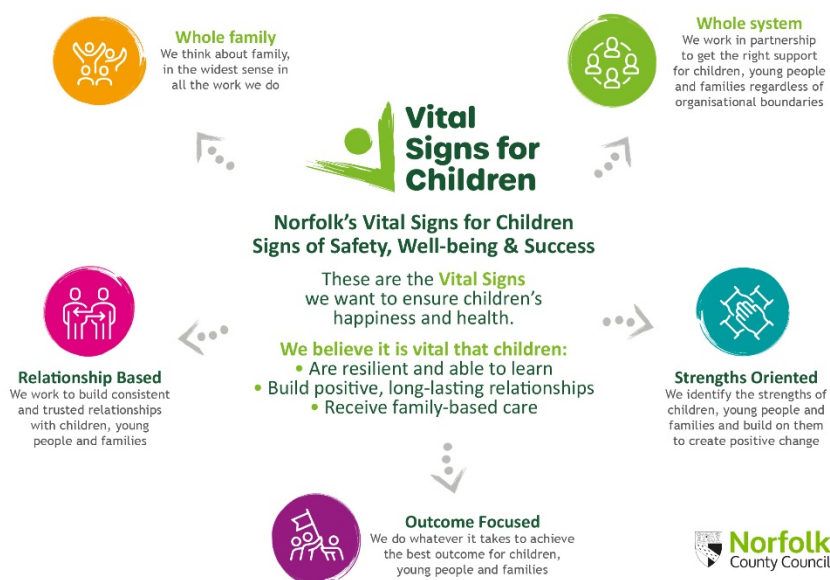 Whole family
We think about family,
in the widest sense in
all the work we do
Whole system
We work in partnership
to get the right support
for children, young people
and families regardless of
organisational boundaries
Vital
Signs for
Children
Norfolk's Vital Signs for Children
Signs of Safety, Well-being & Success
These are the Vital Signs
we want to ensure children's
happiness and health.
We believe it is vital that children:
• Are resilient and able to learn
• Build positive, long-lasting relationships
• Receive family-based care
Relationship Based
We work to build consistent
and trusted relationships
with children, young
people and families
Strengths Oriented
We identify the strengths of
children, young people and
families and build on them
to create positive change
Outcome Focused
We do whatever it takes to achieve
the best outcome for children,
young people and families
Norfolk
County Council